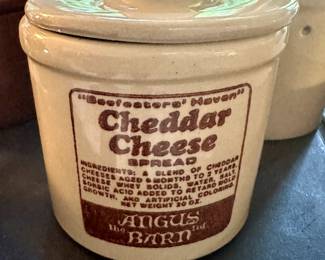 "Beefeaters' Haven"
Cheddar
Cheese
SPREAD
INGREDIENTS: A BLEND OF CHEDDAR
CHEESES AGED 6 MONTHS TO 2 YEARS,
CHEESE WHEY SOLIDS, WATER, SALT,
SORBIC ACID ADDED TO RETARD MOLD
GROWTH, AND ARTIFICIAL COLORING.
NET WEIGHT 20 OZ.
ANGUS
the BARN ltd.